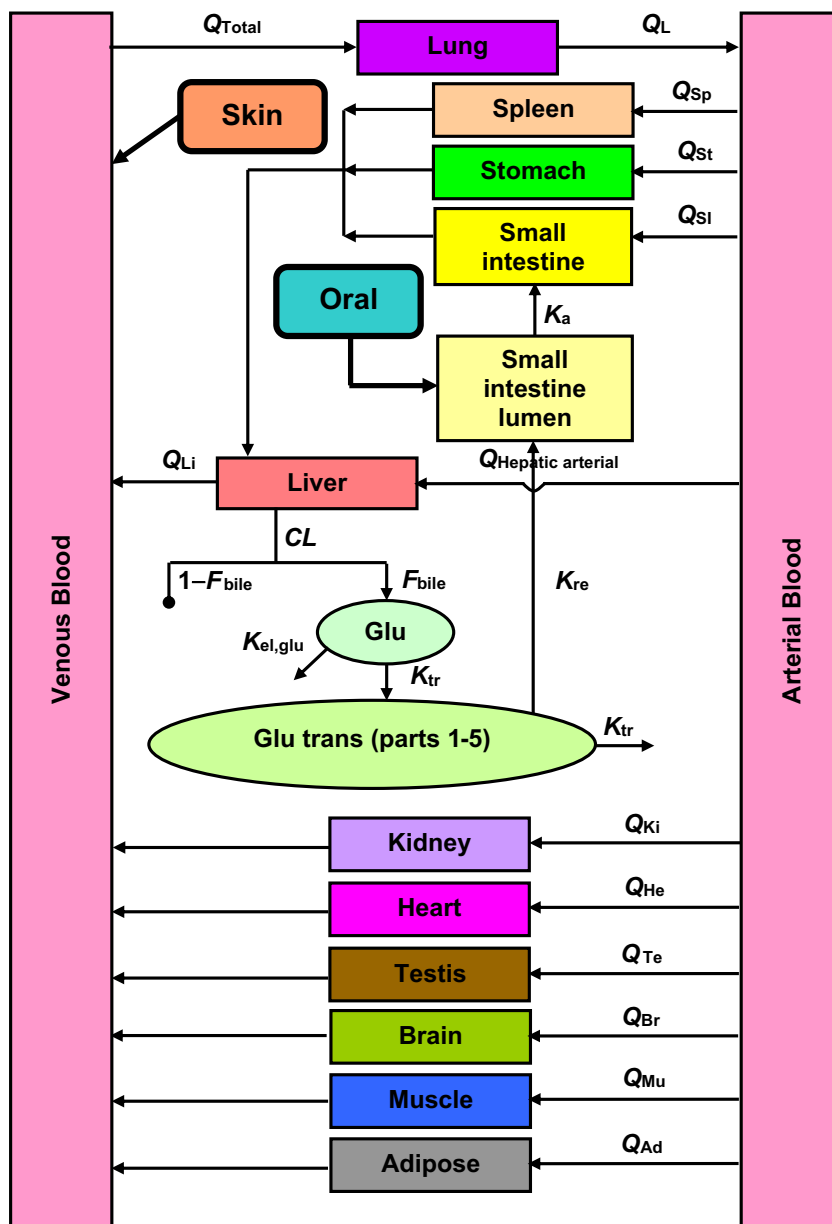 QTotal
Lung
QL
Skin
Spleen
QSp
Stomach
QSt
Small
intestine
QSI
Oral
Ka
Small
intestine
lumen
QLi
Liver
QHepatic arterial
CL
1–Fbile
Fbile
Kre
Glu
Kel,glu
Ktr
Glu trans (parts 1-5)
Ktr
Venous Blood
Arterial Blood
Kidney
QKi
Heart
QHe
Testis
QTe
Brain
QBr
Muscle
QMu
Adipose
QAd